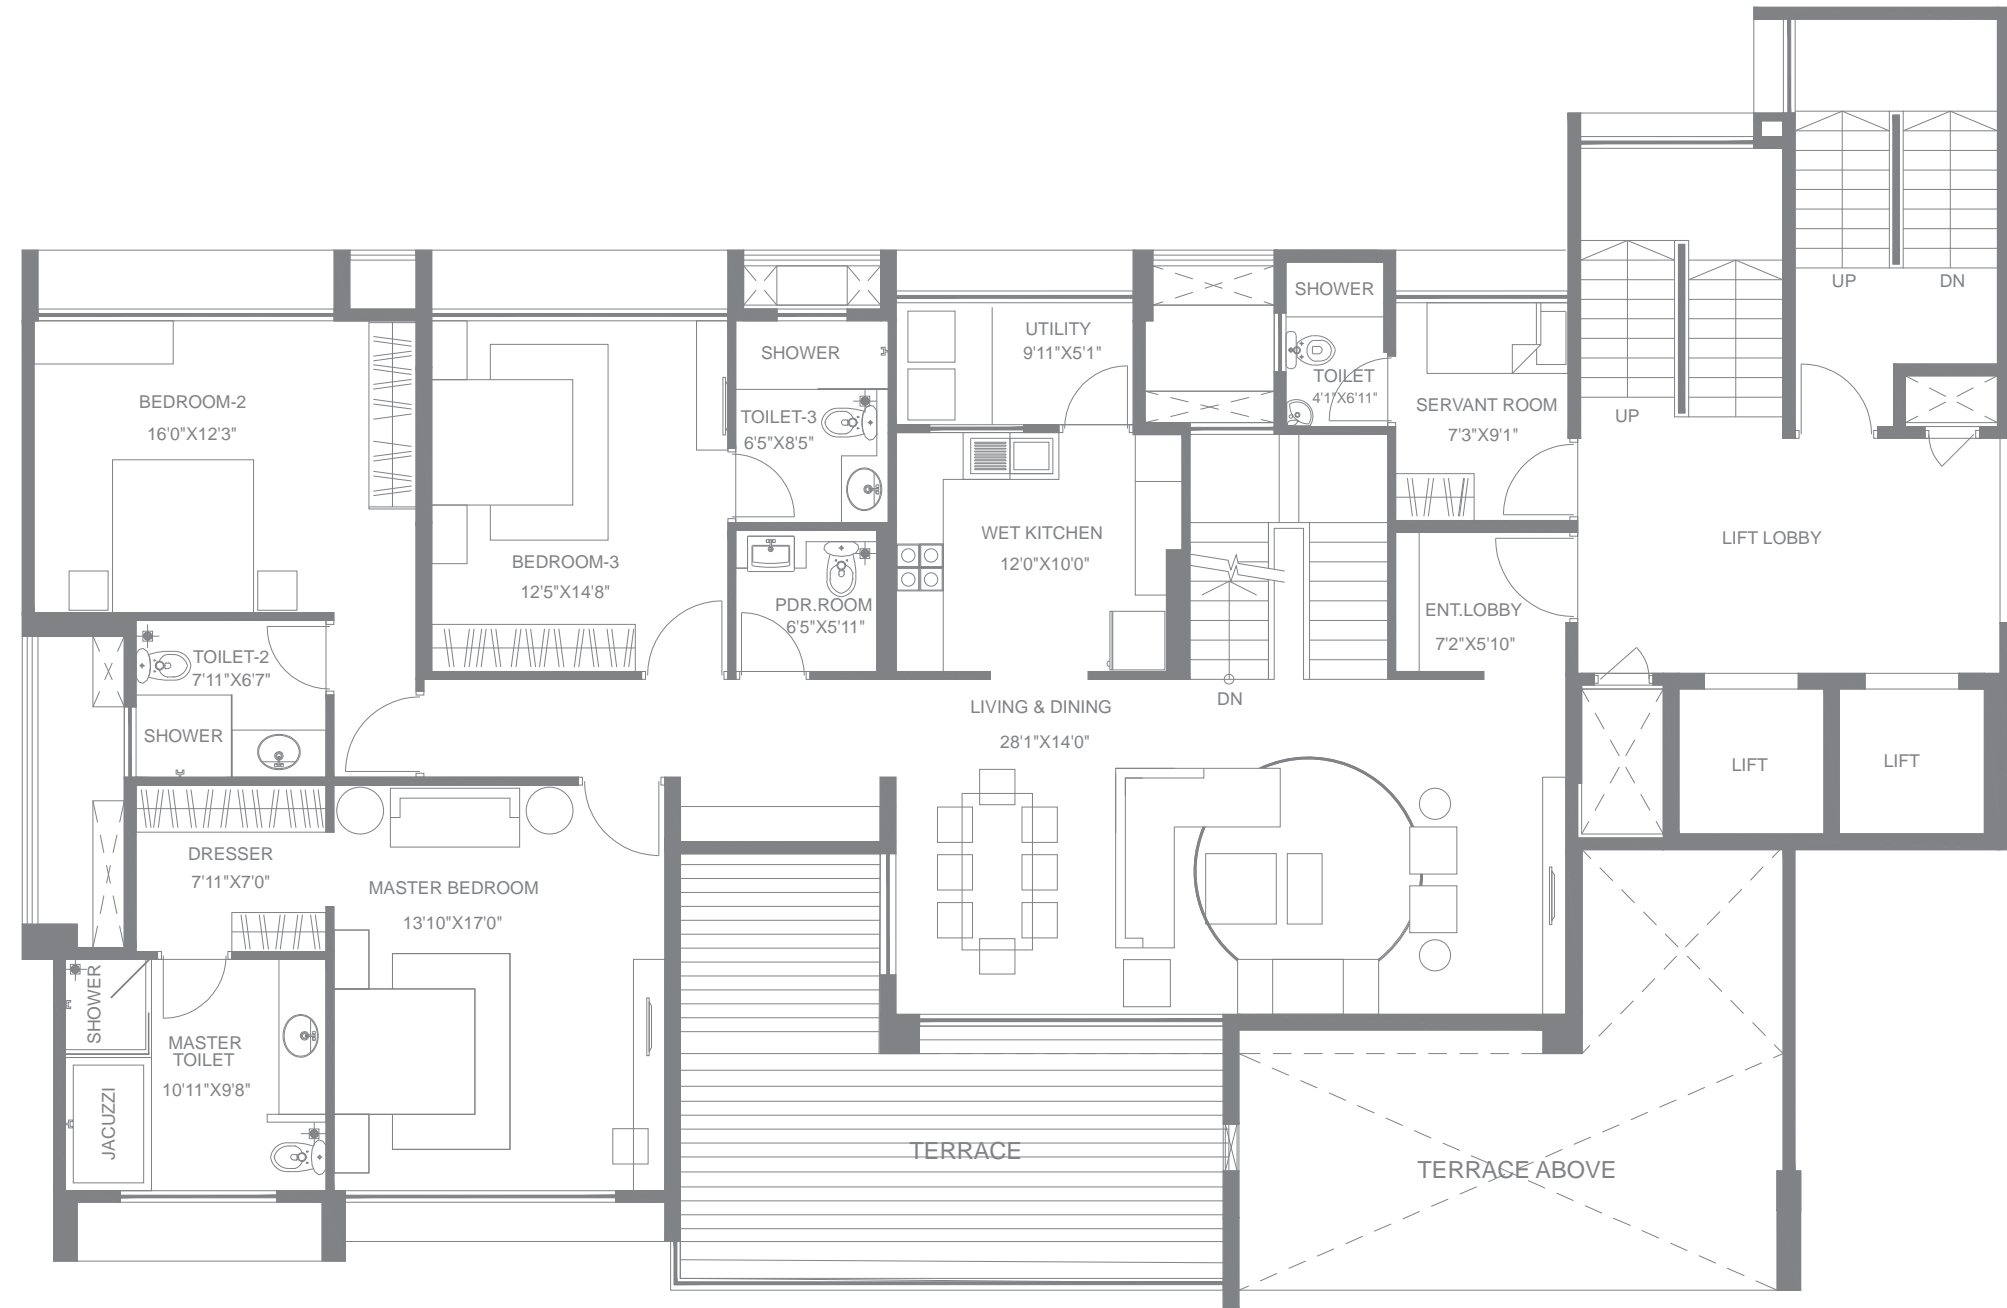 UP
DN
UP
SHOWER
TOILET
4'1"X6'11"
SERVANT ROOM
7'3"X9'1"
UTILITY
9'11"X5'1"
SHOWER
TOILET-3
6'5"X8'5"
BEDROOM-2
16'0"X12'3"
BEDROOM-3
12'5"X14'8"
PDR.ROOM
6'5"X5'11"
WET KITCHEN
12'0"X10'0"
LIFT LOBBY
ENT.LOBBY
7'2"X5'10"
TOILET-2
7'11"X6'7"
SHOWER
DN
LIVING & DINING
28'1"X14'0"
LIFT
LIFT
DRESSER
7'11"X7'0"
MASTER BEDROOM
13'10"X17'0"
SHOWER
MASTER
TOILET
10'11"X9'8"
JACUZZI
TERRACE
TERRACE ABOVE